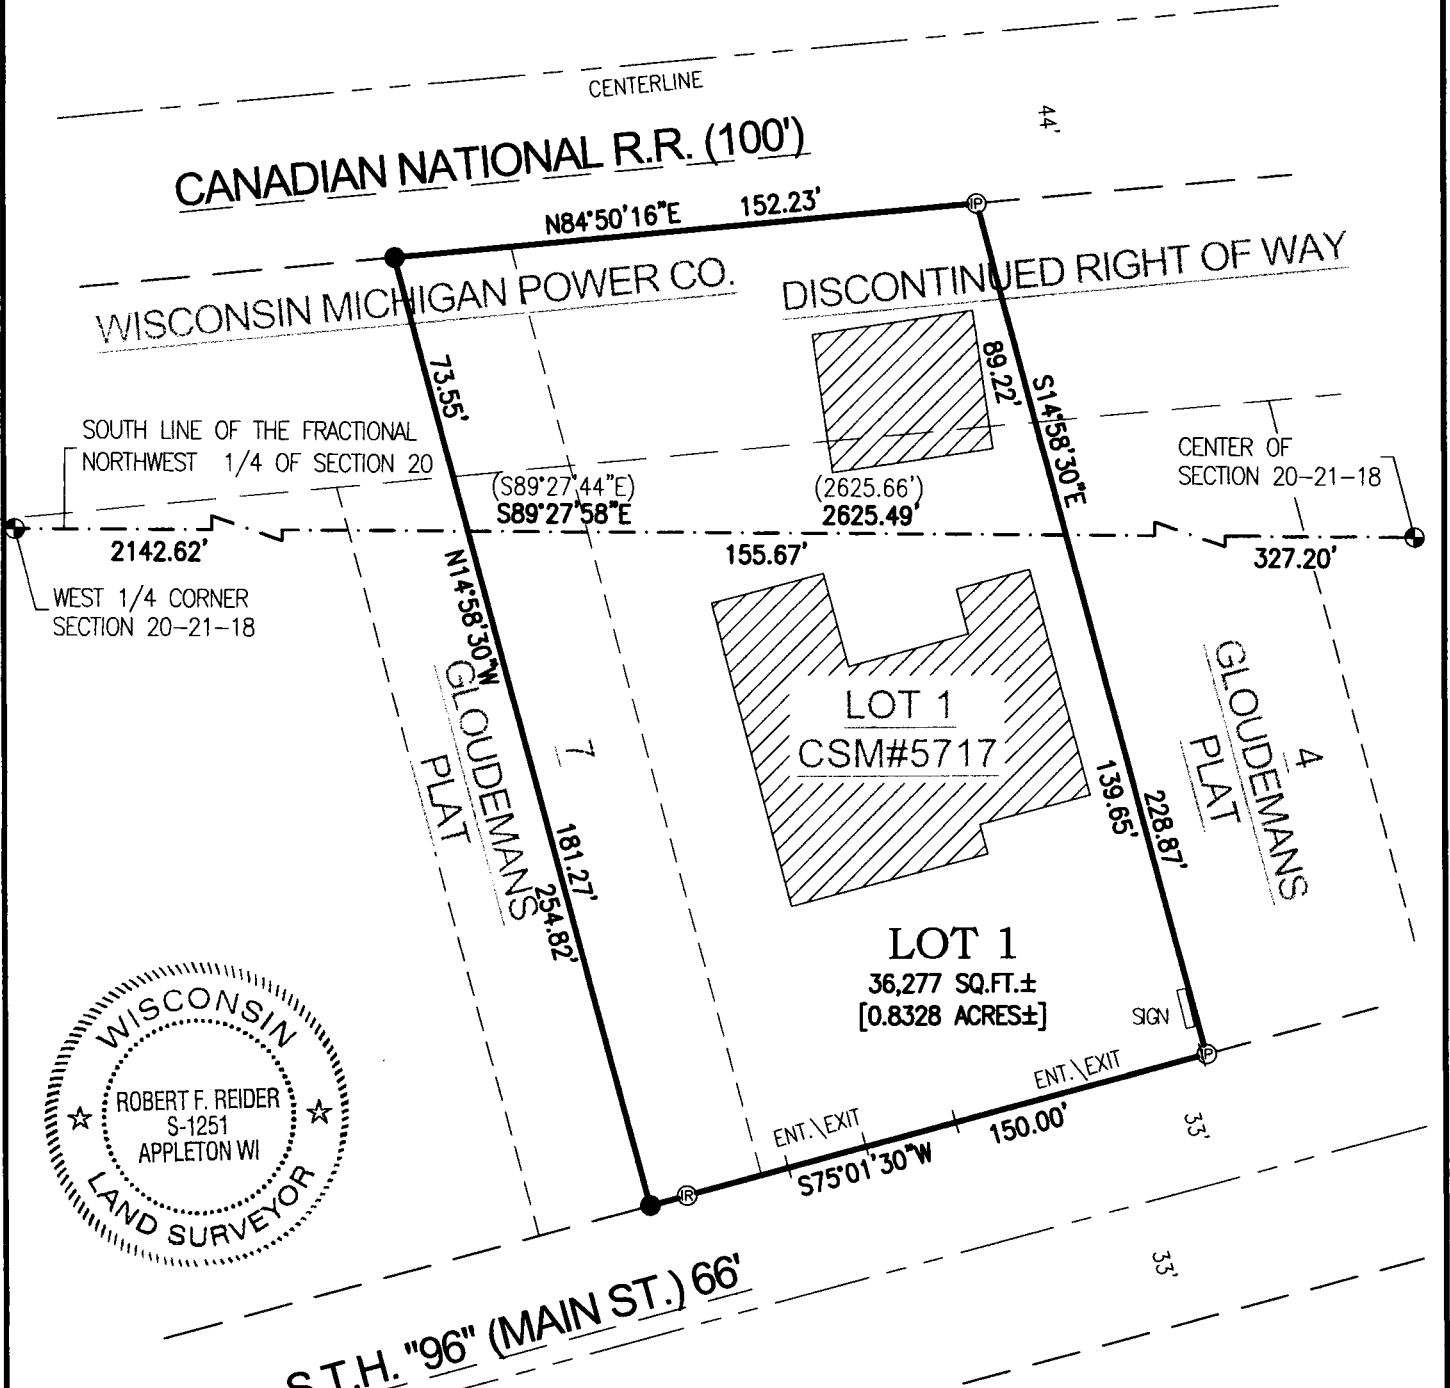 CENTERLINE
44'
CANADIAN NATIONAL R.R. (100')
N84°50'16"E 152.23'
IP
WISCONSIN MICHIGAN POWER CO. DISCONTINUED RIGHT OF WAY
73.55'
89.22'
S14°58'30"E
SOUTH LINE OF THE FRACTIONAL
NORTHWEST 1/4 OF SECTION 20
CENTER OF
SECTION 20-21-18
(S89°27'44"E) (2625.66')
S89°27'58"E 2625.49'
2142.62'
155.67'
327.20'
WEST 1/4 CORNER
SECTION 20-21-18
N14°58'30"W
GLOUDEMANS
PLAT
7
LOT 1
CSM#5717
4
GLOUDEMANS
PLAT
139.65'
228.87'
181.27'
254.82'
LOT 1
36,277 SQ.FT.±
[0.8328 ACRES±]
SIGN
IP
ENT.\EXIT
ENT.\EXIT
150.00'
S75°01'30"W
IR
33'
33'
WISCONSIN
ROBERT F. REIDER
S-1251
APPLETON WI
LAND SURVEYOR
S.T.H. "96" (MAIN ST.) 66'